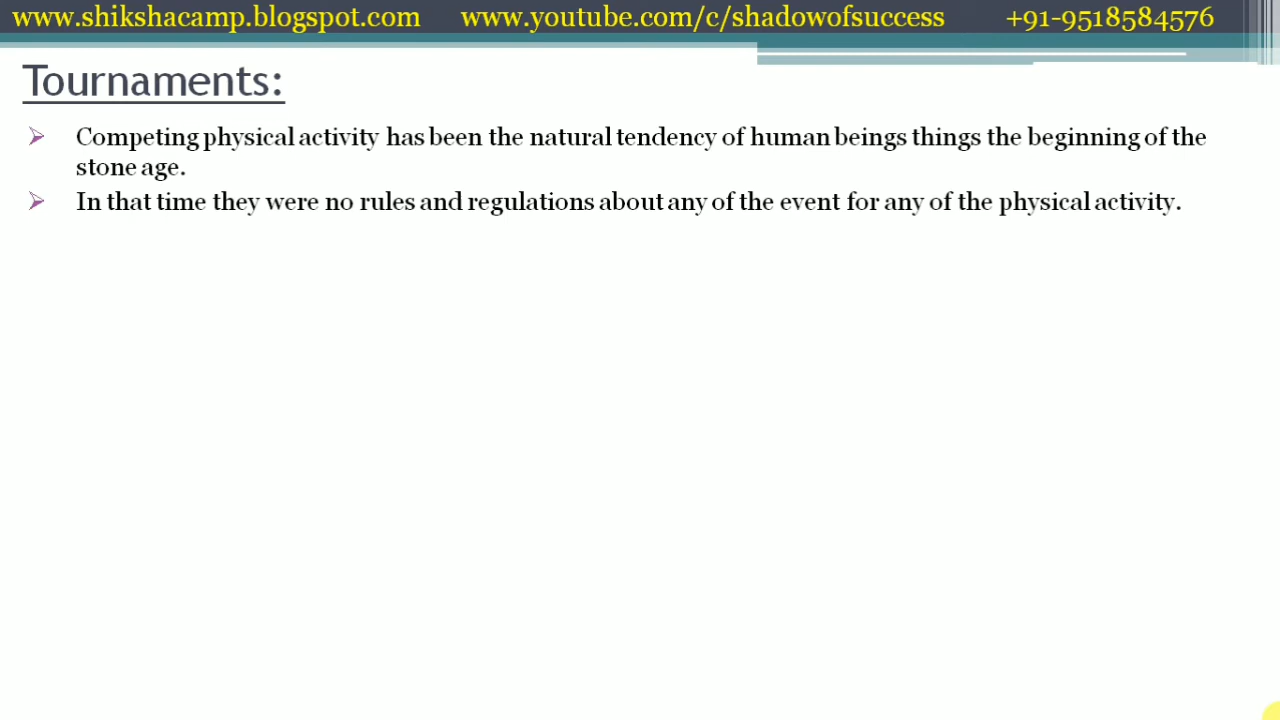 www.shikshacamp.blogspot.com www.youtube.com/c/shadowofsuccess +91-9518584576
Tournaments:
Competing physical activity has been the natural tendency of human beings things the beginning of the
stone age.
In that time they were no rules and regulations about any of the event for any of the physical activity.